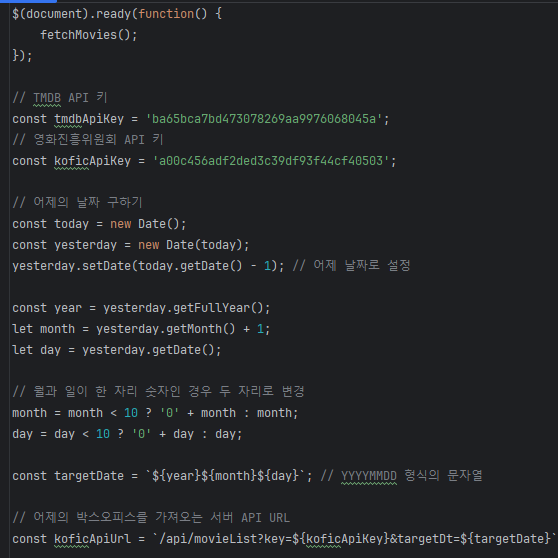 $(document).ready(function() {
    fetchMovies();
});
// TMDB API 키
const tmdbApiKey = 'ba65bca7bd473078269aa9976068045a';
// 영화진흥위원회 API 키
const koficApiKey = 'a00c456adf2ded3c39df93f44cf40503';
// 어제의 날짜 구하기
const today = new Date();
const yesterday = new Date(today);
yesterday.setDate(today.getDate() - 1); // 어제 날짜로 설정
const year = yesterday.getFullYear();
let month = yesterday.getMonth() + 1;
let day = yesterday.getDate();
// 월과 일이 한 자리 숫자인 경우 두 자리로 변경
month = month < 10 ? '0' + month : month;
day = day < 10 ? '0' + day : day;
const targetDate = `${year}${month}${day}`; // YYYYMMDD 형식의 문자열
// 어제의 박스오피스를 가져오는 서버 API URL
const koficApiUrl = `/api/movieList?key=${koficApiKey}&targetDt=${targetDate}`